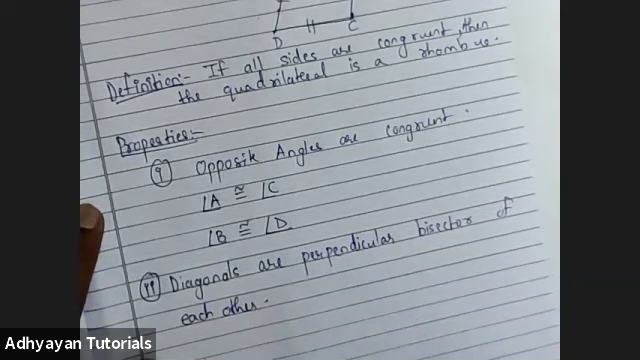 D
C
Definition:- If all sides are congruent, then
the quadrilateral is a rhombus.
Properties:-
(i) Opposite Angles are congruent.
∠A ≅ ∠C
∠B ≅ ∠D
(ii) Diagonals are perpendicular bisector of
each other.
Adhyayan Tutorials